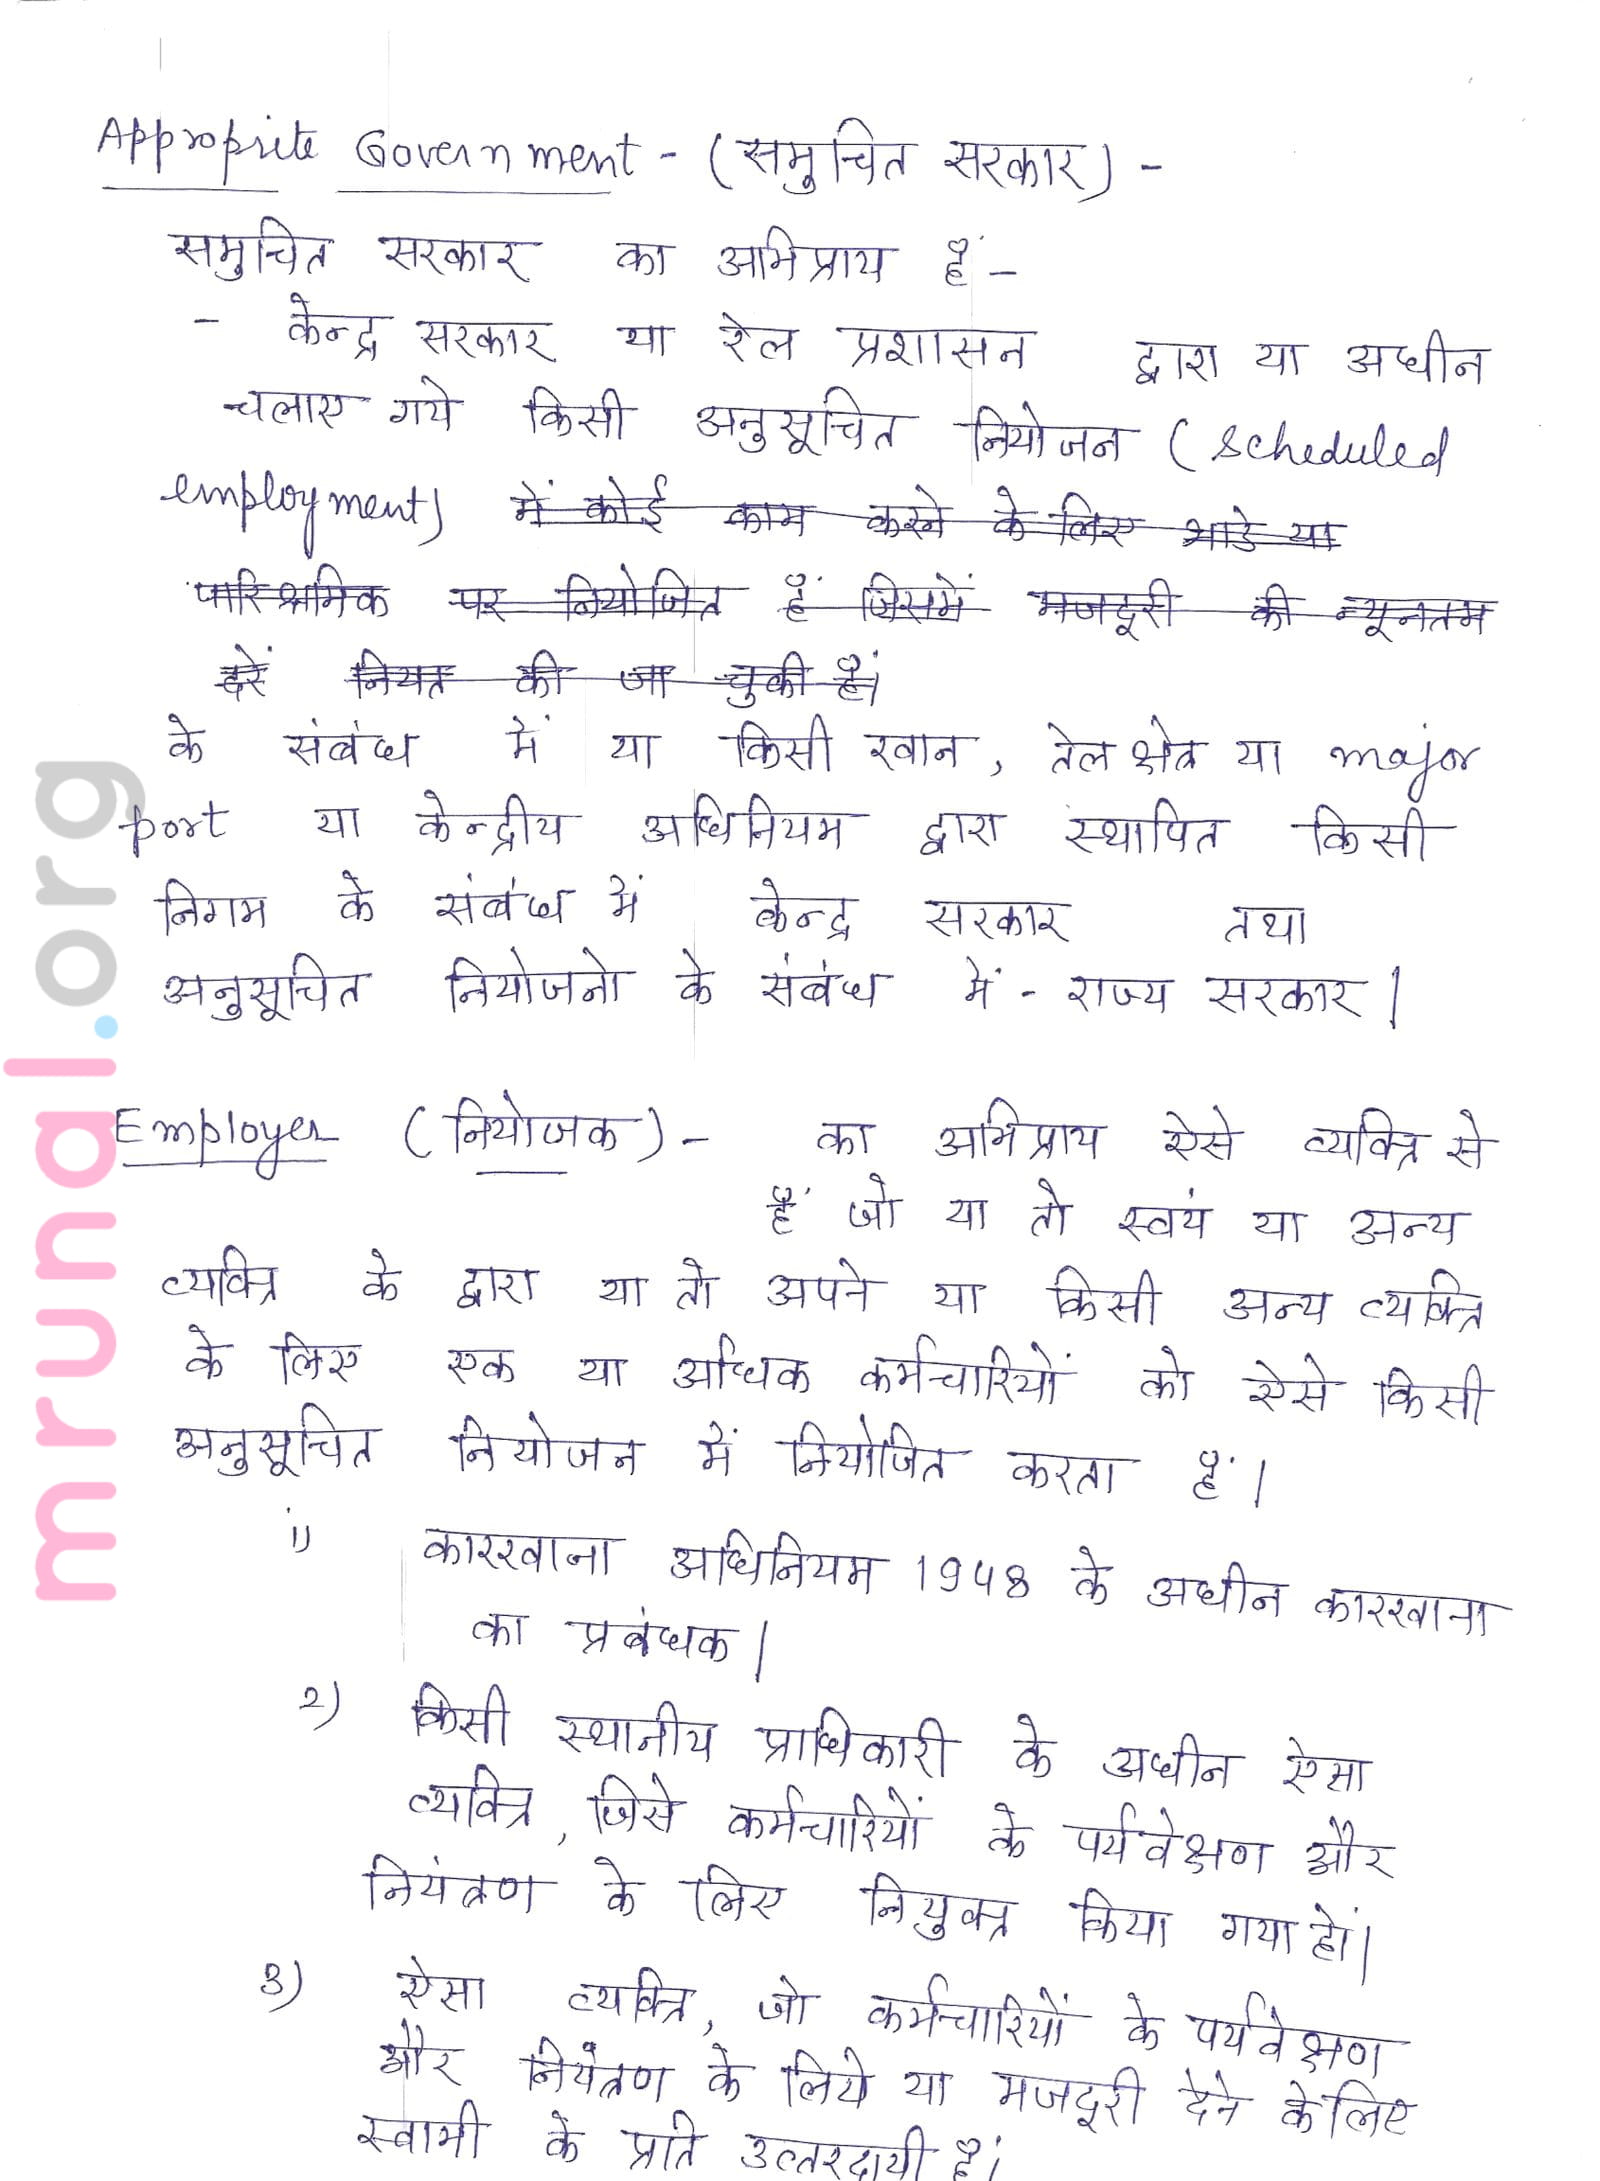 Approprite Government - (समुचित सरकार) -
समुचित सरकार का अभिप्राय हैं -
- केन्द्र सरकार या रेल प्रशासन द्वारा या अधीन
चलाए गये किसी अनुसूचित नियोजन (scheduled
employment) में कोई काम करने के लिए भाडे या
पारिश्रमिक पर नियोजित हैं जिसमें मजदूरी की न्यूनतम
दरें नियत की जा चुकी हैं।
के संबंध में या किसी खान, तेल क्षेत्र या major
port या केन्द्रीय अधिनियम द्वारा स्थापित किसी
निगम के संबंध में केन्द्र सरकार तथा
अनुसूचित नियोजनो के संबंध में - राज्य सरकार |
Employer (नियोजक) - का अभिप्राय ऐसे व्यक्ति से
हैं जो या तो स्वयं या अन्य
व्यक्ति के द्वारा या तो अपने या किसी अन्य व्यक्ति
के लिए एक या अधिक कर्मचारियों को ऐसे किसी
अनुसूचित नियोजन में नियोजित करता हैं |
1) कारखाना अधिनियम 1948 के अधीन कारखाना
का प्रबंधक |
2) किसी स्थानीय प्राधिकारी के अधीन ऐसा
व्यक्ति, जिसे कर्मचारियों के पर्यवेक्षण और
नियंत्रण के लिए नियुक्त किया गया हों|
3) ऐसा व्यक्ति, जो कर्मचारियों के पर्यवेक्षण
और नियंत्रण के लिये या मजदूरी देने के लिए
स्वामी के प्रति उत्तरदायी हैं।
mrunal.org